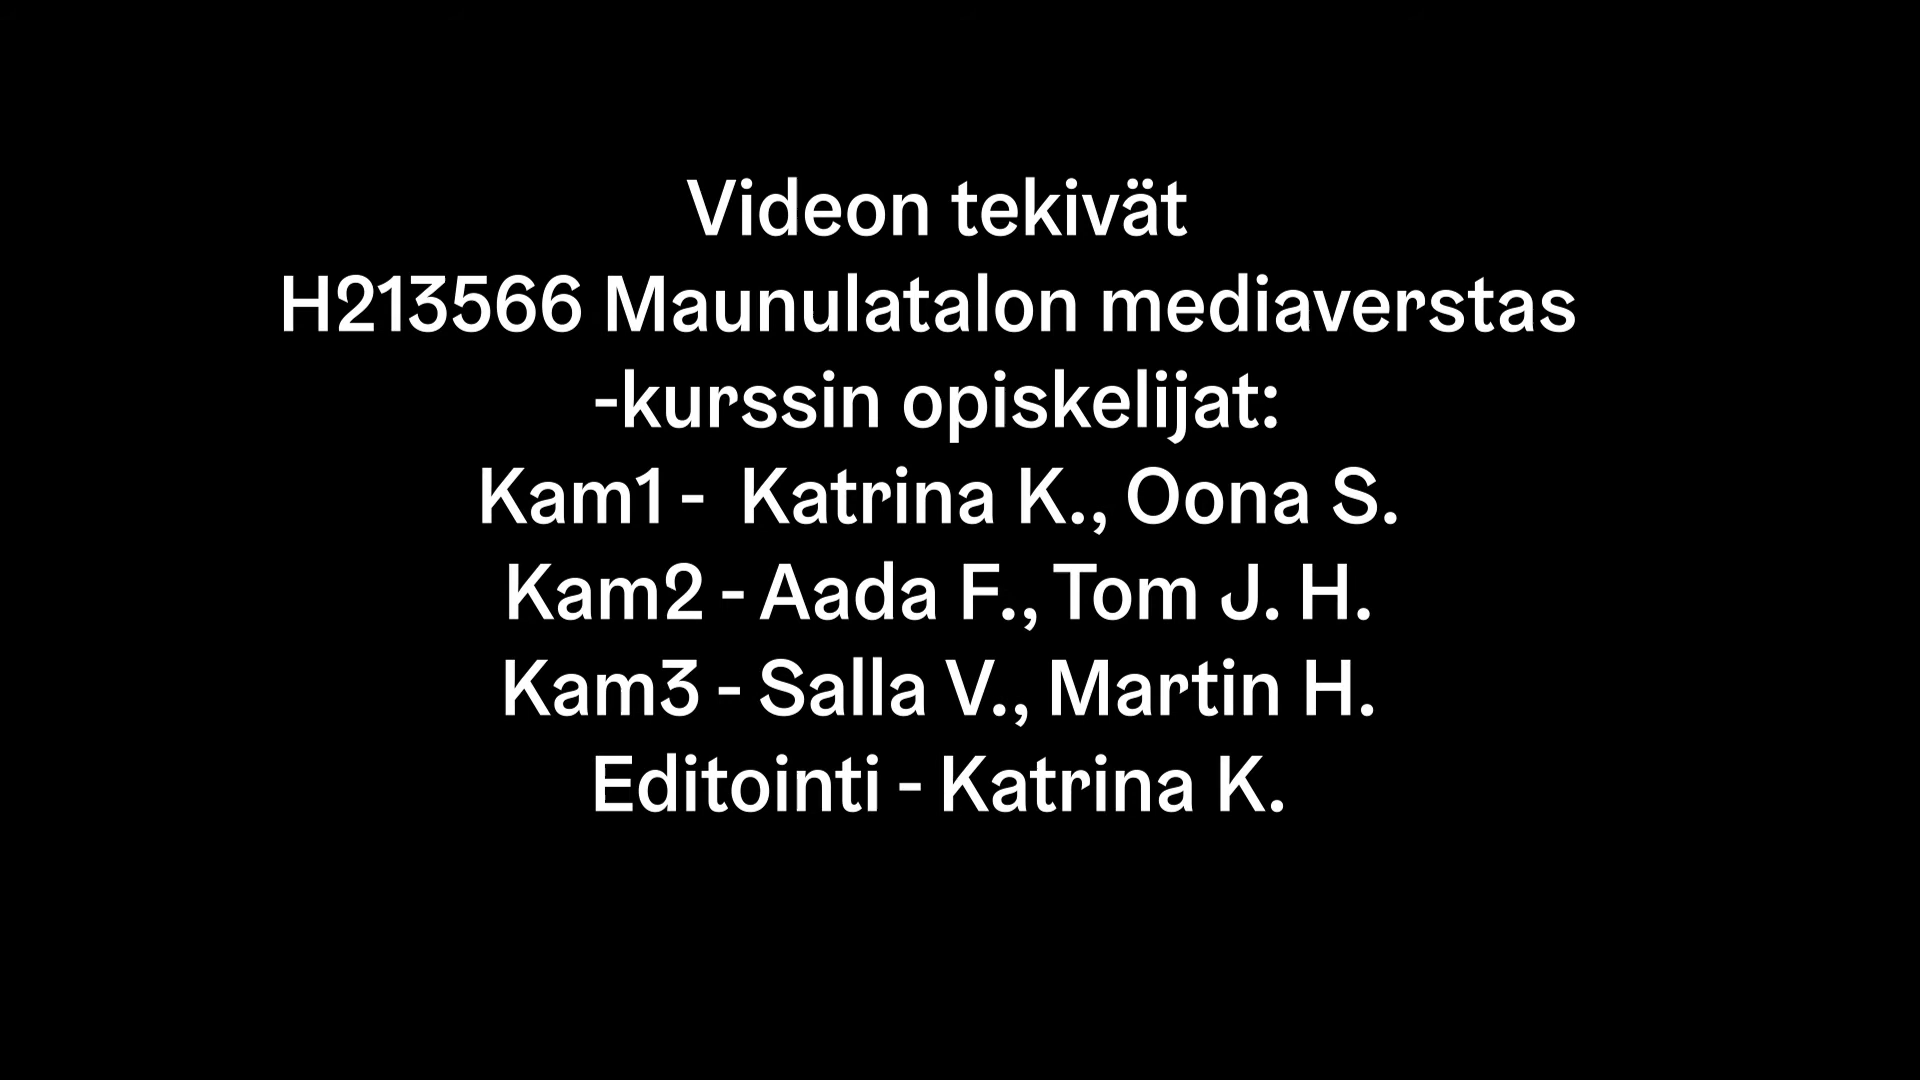 Videon tekivät
H213566 Maunulatalon mediaverstas
-kurssin opiskelijat:
Kam1 -  Katrina K., Oona S.
Kam2 - Aada F., Tom J. H.
Kam3 - Salla V., Martin H.
Editointi - Katrina K.